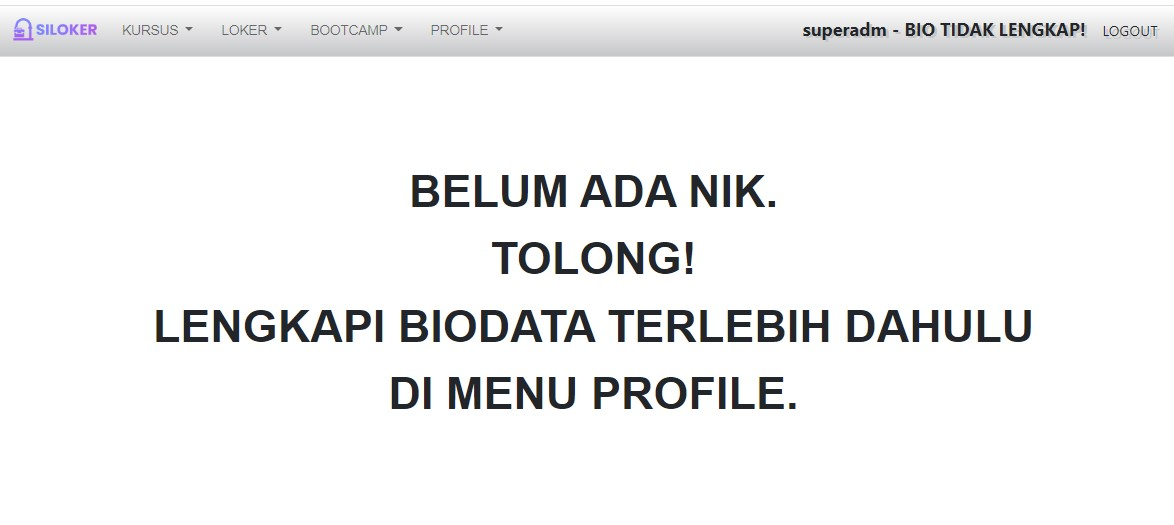 SILOKER KURSUS LOKER BOOTCAMP PROFILE superadm - BIO TIDAK LENGKAP! LOGOUT
BELUM ADA NIK.
TOLONG!
LENGKAPI BIODATA TERLEBIH DAHULU
DI MENU PROFILE.